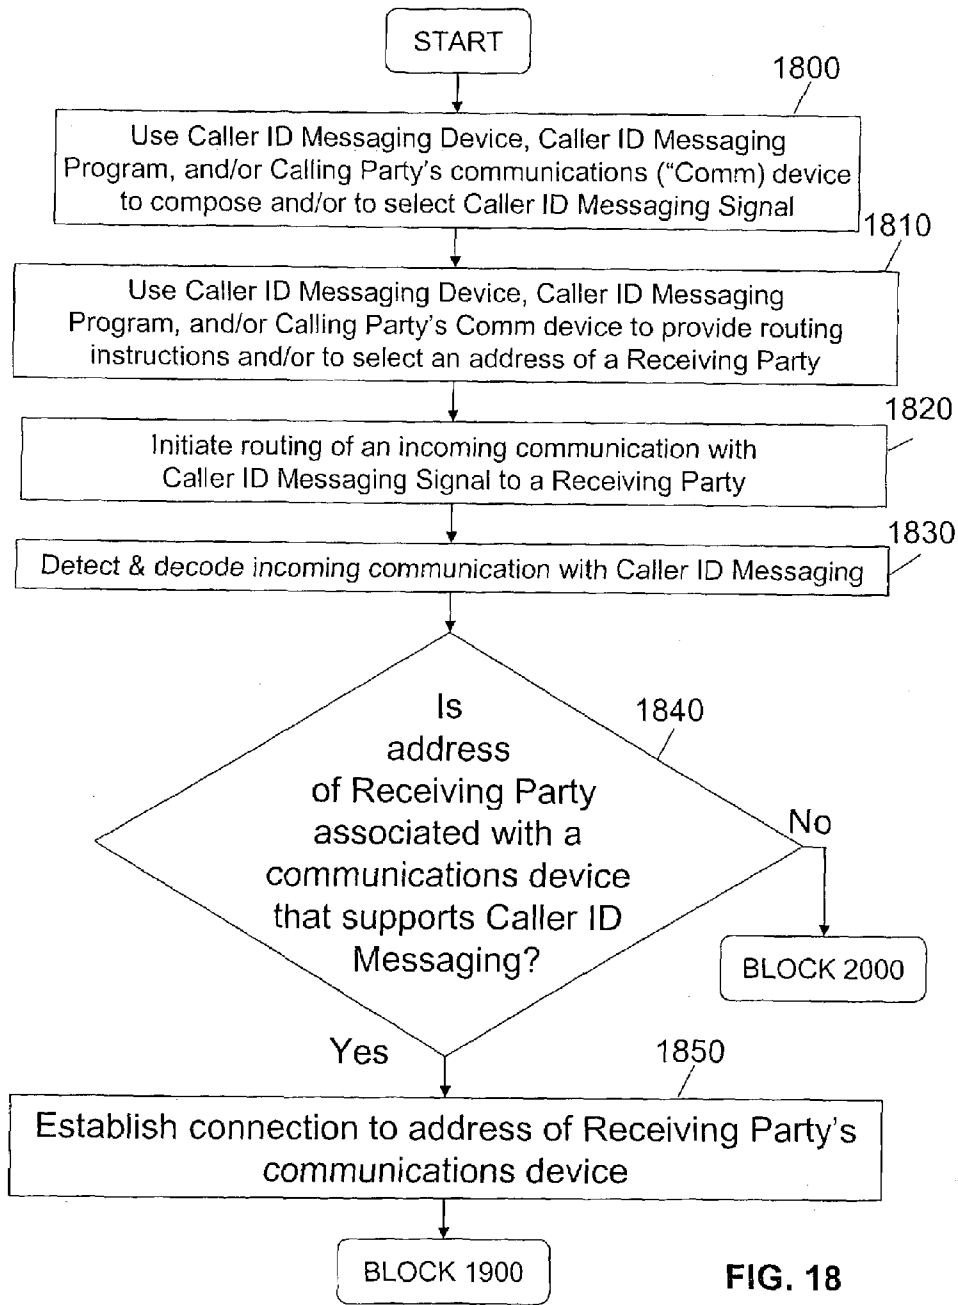 START
1800
Use Caller ID Messaging Device, Caller ID Messaging
Program, and/or Calling Party's communications ("Comm) device
to compose and/or to select Caller ID Messaging Signal
1810
Use Caller ID Messaging Device, Caller ID Messaging
Program, and/or Calling Party's Comm device to provide routing
instructions and/or to select an address of a Receiving Party
1820
Initiate routing of an incoming communication with
Caller ID Messaging Signal to a Receiving Party
1830
Detect & decode incoming communication with Caller ID Messaging
1840
Is
address
of Receiving Party
associated with a
communications device
that supports Caller ID
Messaging?
No
BLOCK 2000
Yes
1850
Establish connection to address of Receiving Party's
communications device
BLOCK 1900
FIG. 18